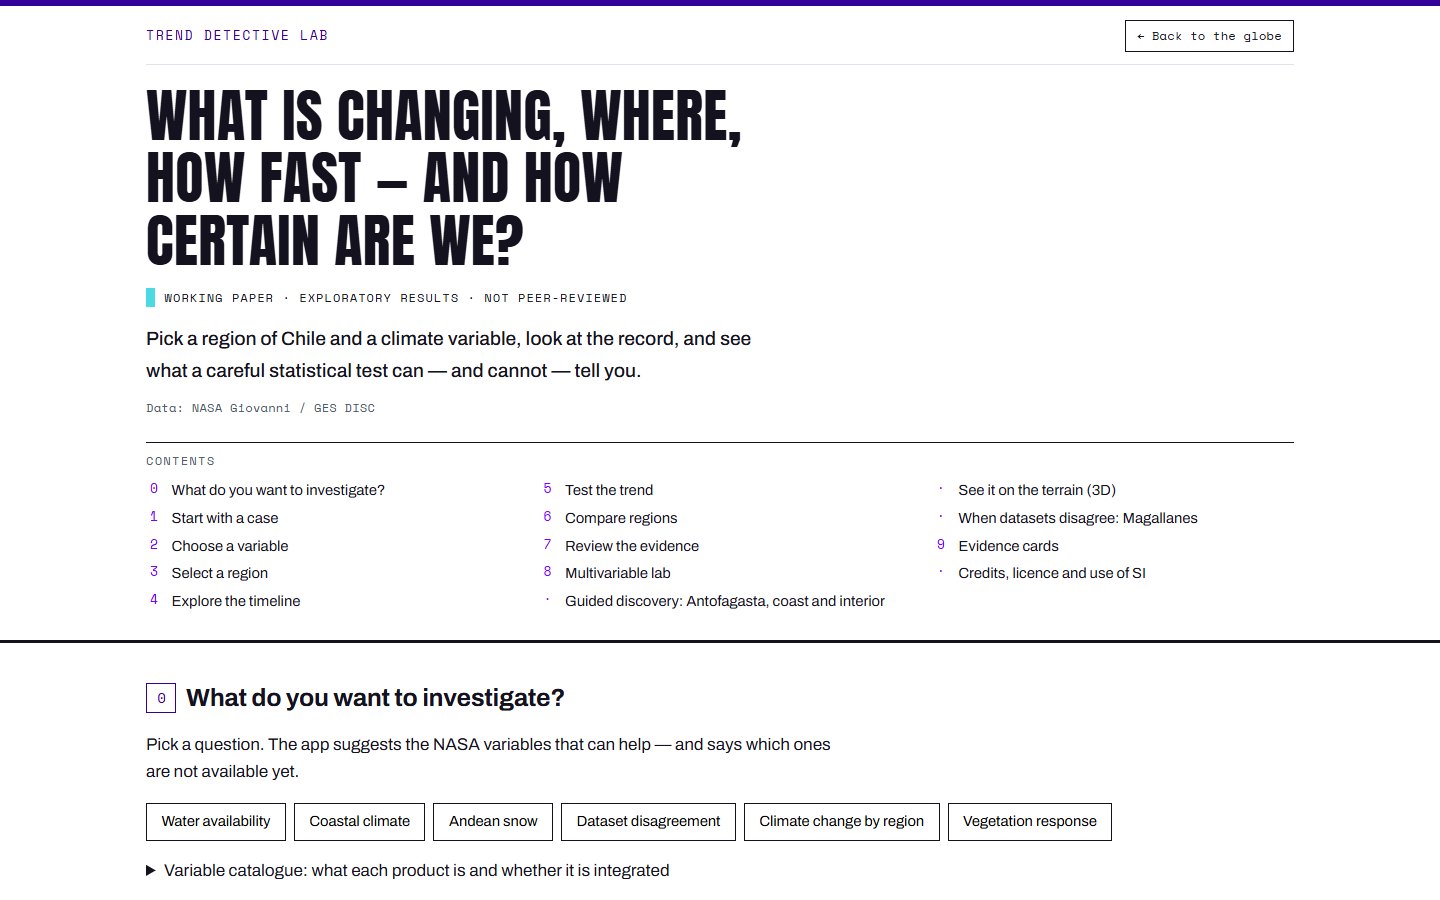 TREND DETECTIVE LAB
← Back to the globe
WHAT IS CHANGING, WHERE,
HOW FAST — AND HOW
CERTAIN ARE WE?
WORKING PAPER · EXPLORATORY RESULTS · NOT PEER-REVIEWED
Pick a region of Chile and a climate variable, look at the record, and see
what a careful statistical test can — and cannot — tell you.
Data: NASA Giovanni / GES DISC
CONTENTS
0 What do you want to investigate?
1 Start with a case
2 Choose a variable
3 Select a region
4 Explore the timeline
5 Test the trend
6 Compare regions
7 Review the evidence
8 Multivariable lab
· Guided discovery: Antofagasta, coast and interior
· See it on the terrain (3D)
· When datasets disagree: Magallanes
9 Evidence cards
· Credits, licence and use of SI
0 What do you want to investigate?
Pick a question. The app suggests the NASA variables that can help — and says which ones
are not available yet.
Water availability
Coastal climate
Andean snow
Dataset disagreement
Climate change by region
Vegetation response
▶ Variable catalogue: what each product is and whether it is integrated